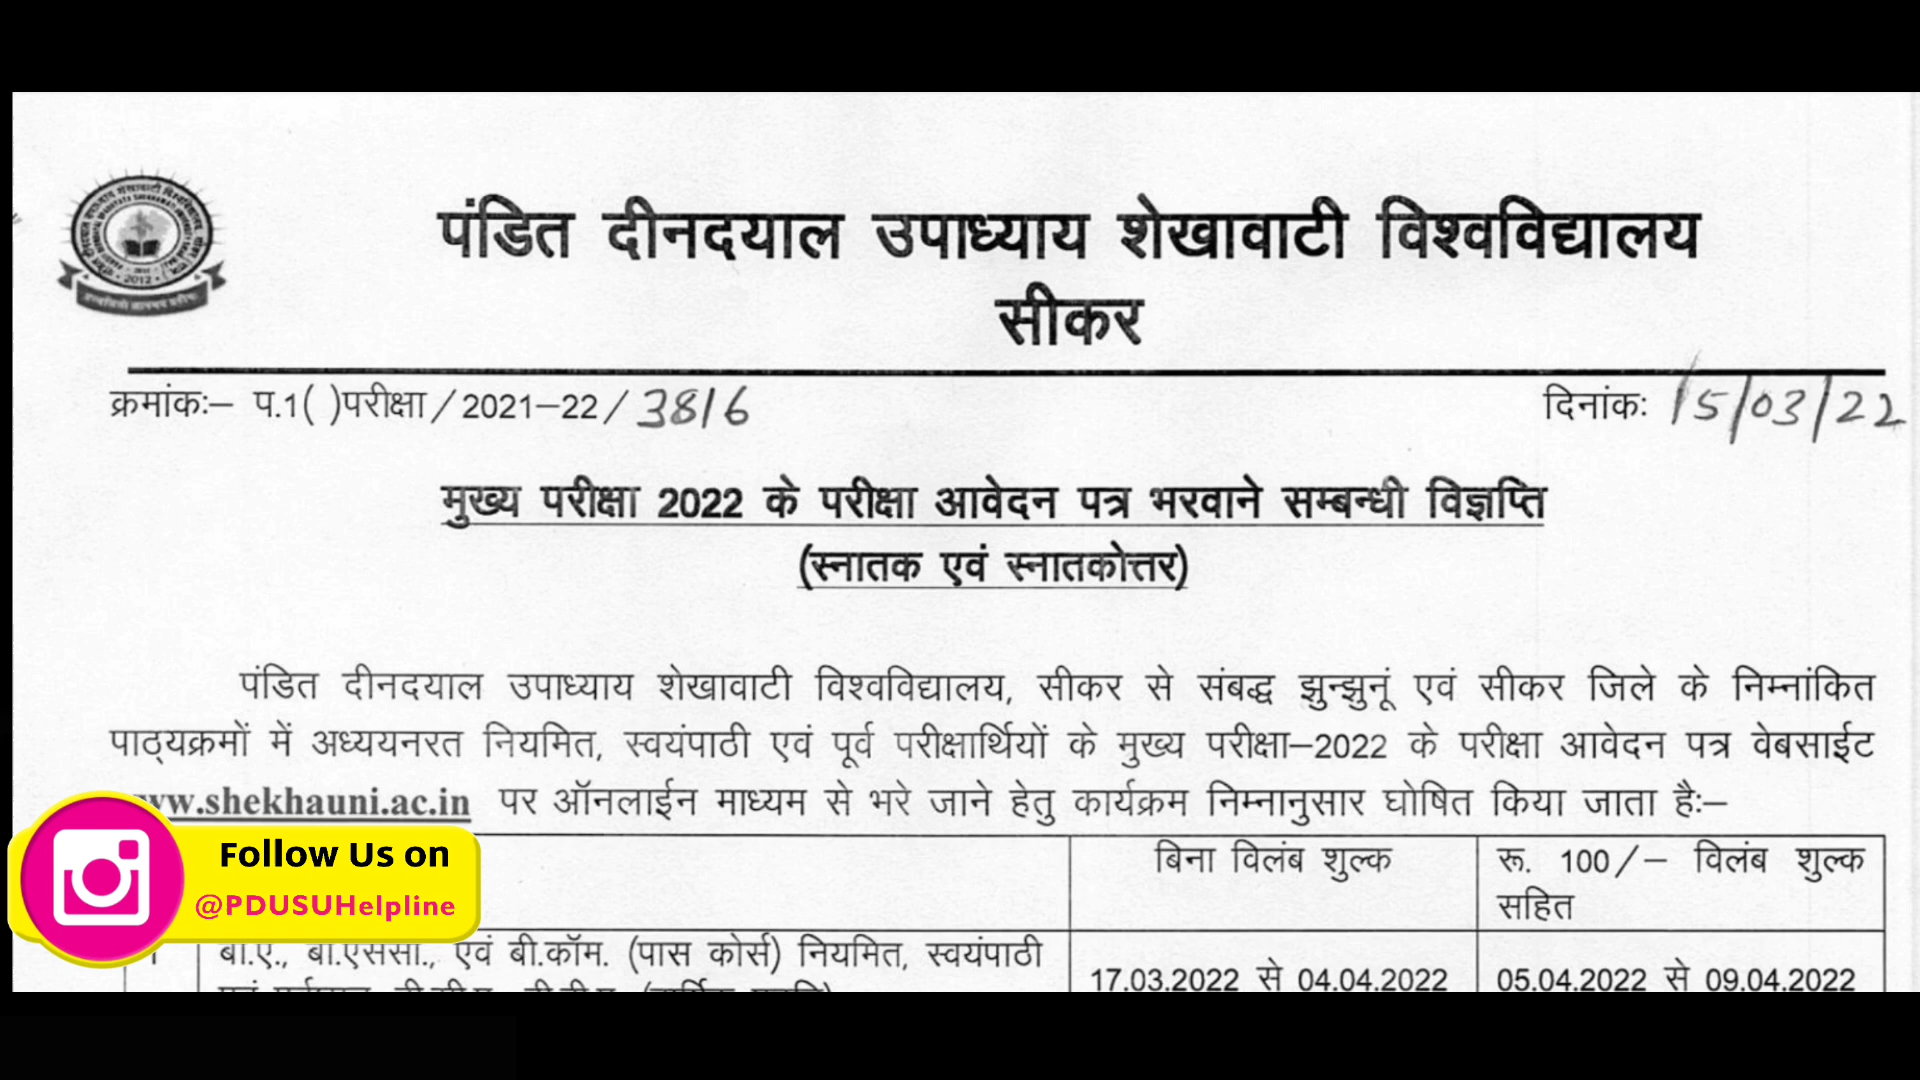 पंडित दीनदयाल उपाध्याय शेखावाटी विश्वविद्यालय
सीकर
2012
क्रमांकः– प.1( )परीक्षा/2021–22/3816
दिनांकः 15/03/22
मुख्य परीक्षा 2022 के परीक्षा आवेदन पत्र भरवाने सम्बन्धी विज्ञप्ति
(स्नातक एवं स्नातकोत्तर)
पंडित दीनदयाल उपाध्याय शेखावाटी विश्वविद्यालय, सीकर से संबद्ध झुन्झुनूं एवं सीकर जिले के निम्नांकित
पाठ्यक्रमों में अध्ययनरत नियमित, स्वयंपाठी एवं पूर्व परीक्षार्थियों के मुख्य परीक्षा–2022 के परीक्षा आवेदन पत्र वेबसाईट
www.shekhauni.ac.in पर ऑनलाईन माध्यम से भरे जाने हेतु कार्यक्रम निम्नानुसार घोषित किया जाता हैः–
बिना विलंब शुल्क
रू. 100/– विलंब शुल्क
सहित
Follow Us on
@PDUSUHelpline
1 बी.ए., बी.एससी., एवं बी.कॉम. (पास कोर्स) नियमित, स्वयंपाठी
17.03.2022 से 04.04.2022
05.04.2022 से 09.04.2022